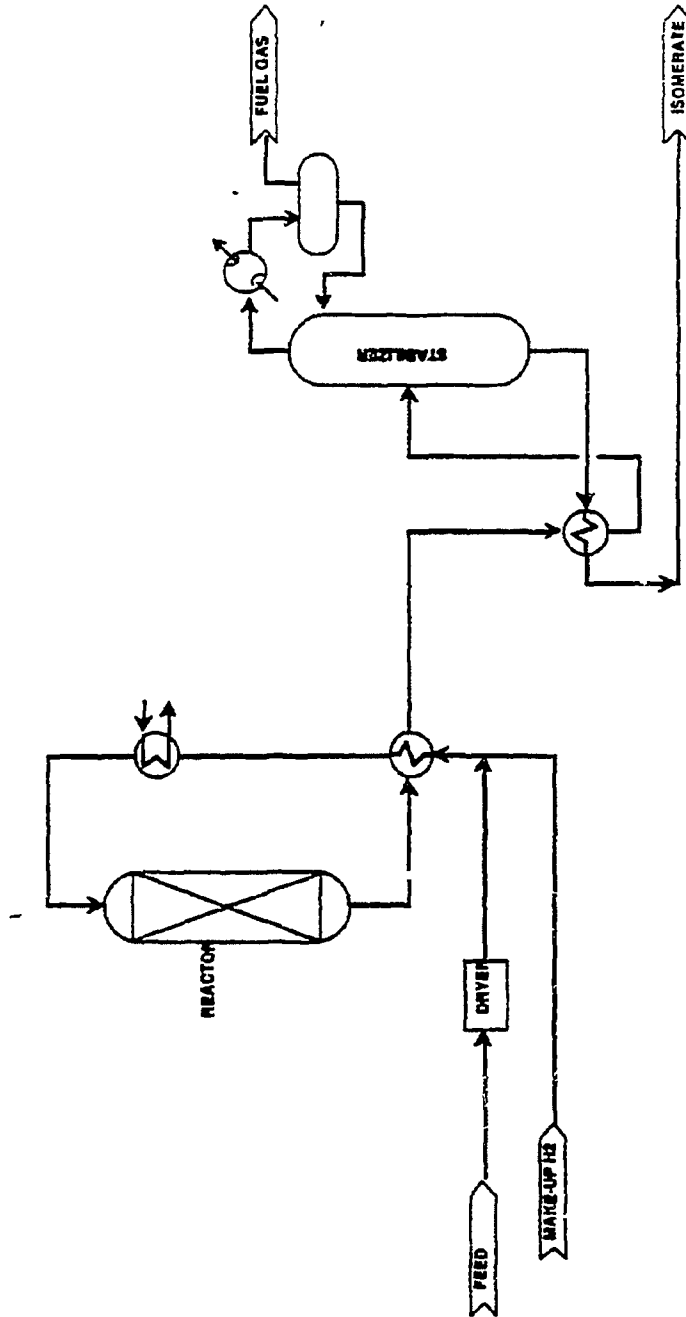 FUEL GAS
ISOMERATE
STABILIZER
REACTOR
DRYER
FEED
MAKE-UP H2